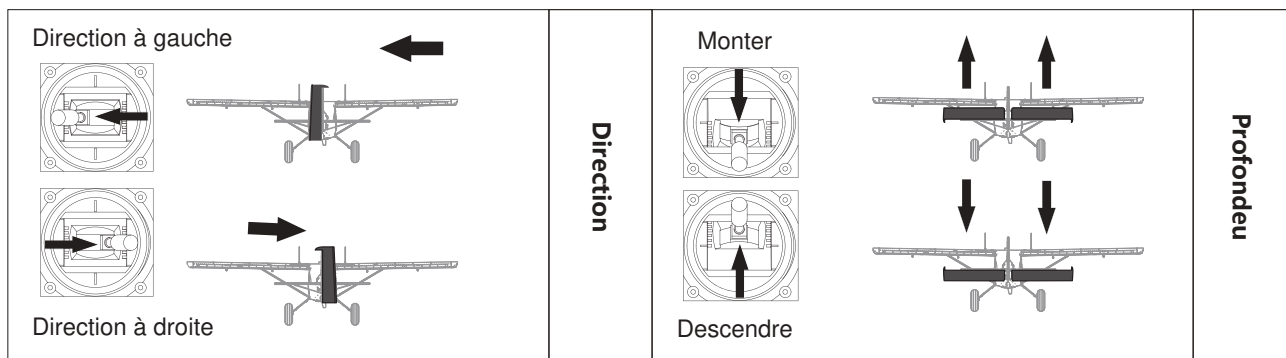 Direction à gauche
Direction à droite
Direction
Monter
Descendre
Profondeu